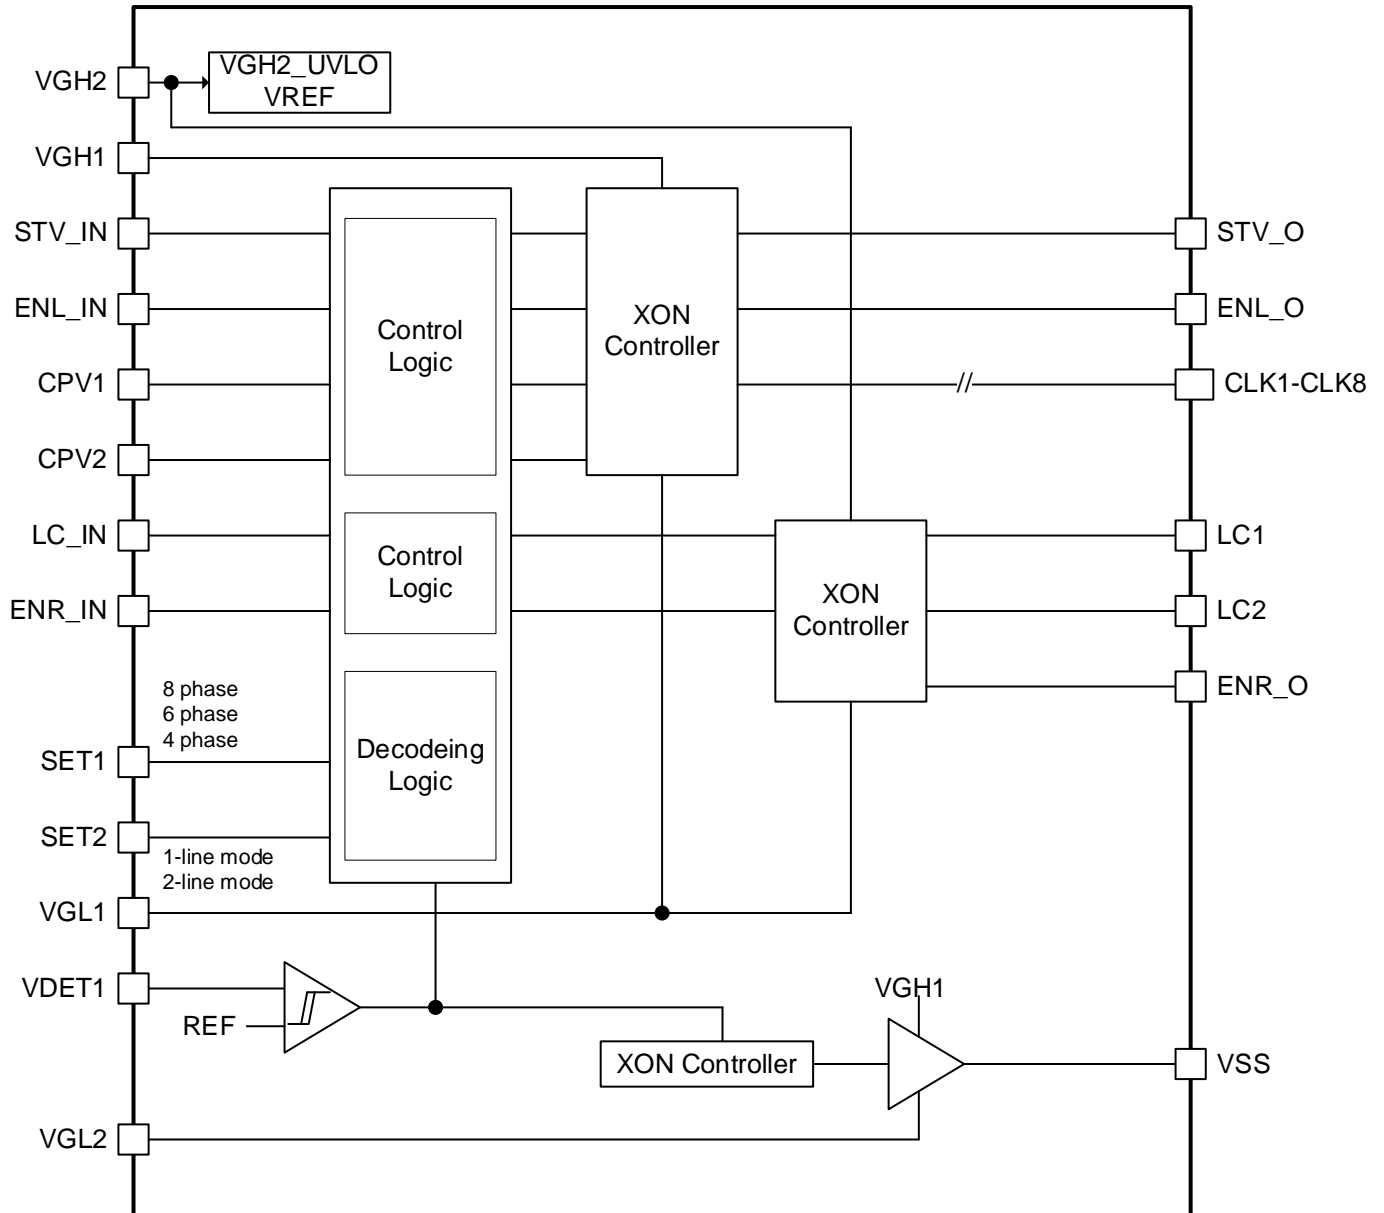 VGH2
VGH2_UVLO
VREF
VGH1
STV_IN
STV_O
ENL_IN
ENL_O
Control
Logic
XON
Controller
CPV1
//
CLK1-CLK8
CPV2
LC_IN
LC1
Control
Logic
ENR_IN
XON
Controller
LC2
ENR_O
8 phase
6 phase
4 phase
SET1
Decodeing
Logic
SET2
1-line mode
2-line mode
VGL1
VDET1
REF
VGH1
XON Controller
VSS
VGL2